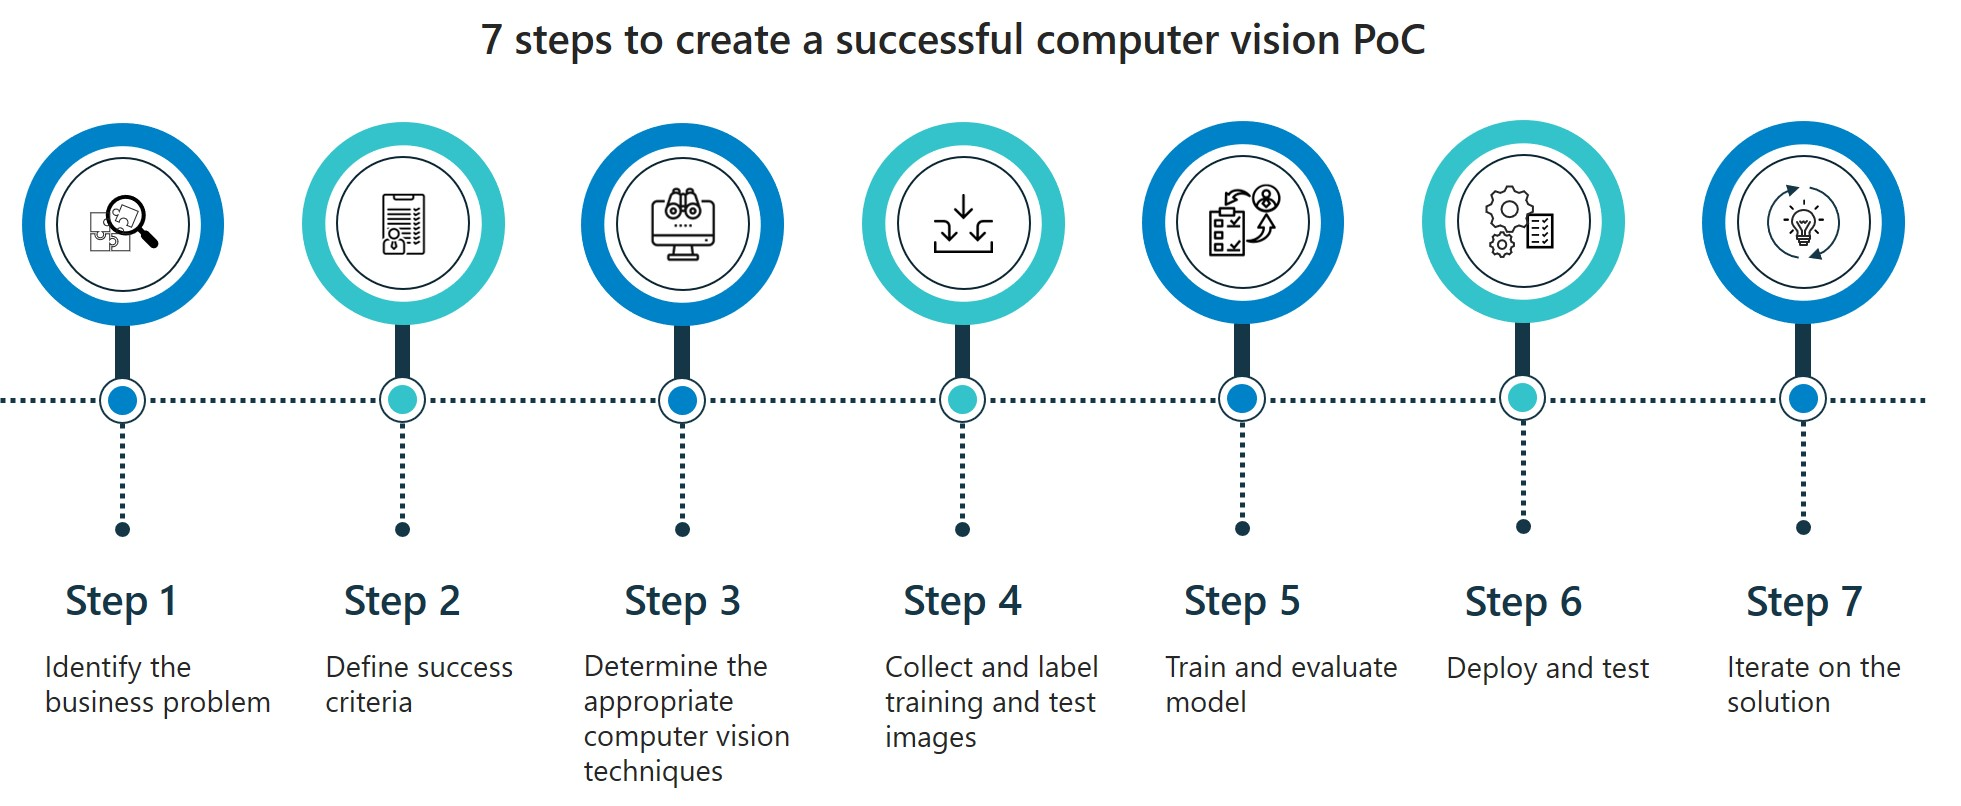 7 steps to create a successful computer vision PoC
Step 1
Identify the
business problem
Step 2
Define success
criteria
Step 3
Determine the
appropriate
computer vision
techniques
Step 4
Collect and label
training and test
images
Step 5
Train and evaluate
model
Step 6
Deploy and test
Step 7
Iterate on the
solution